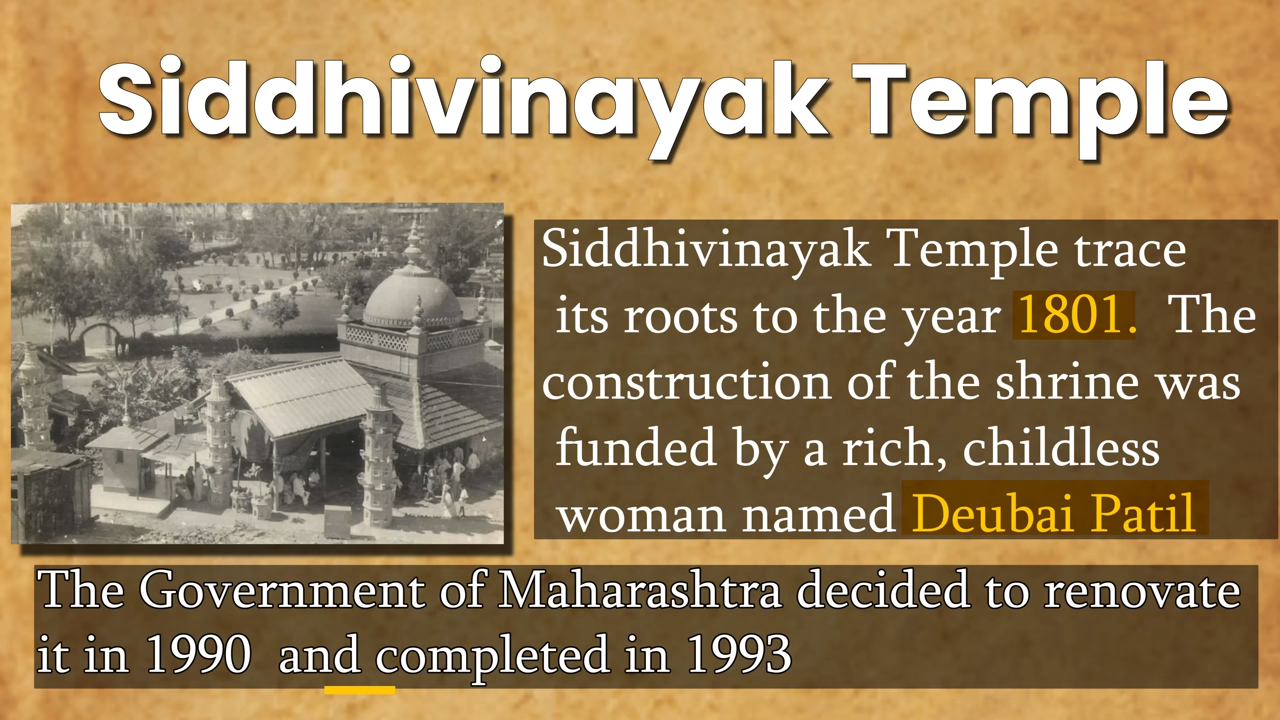 Siddhivinayak Temple
Siddhivinayak Temple trace
its roots to the year 1801. The
construction of the shrine was
funded by a rich, childless
woman named Deubai Patil
The Government of Maharashtra decided to renovate
it in 1990 and completed in 1993